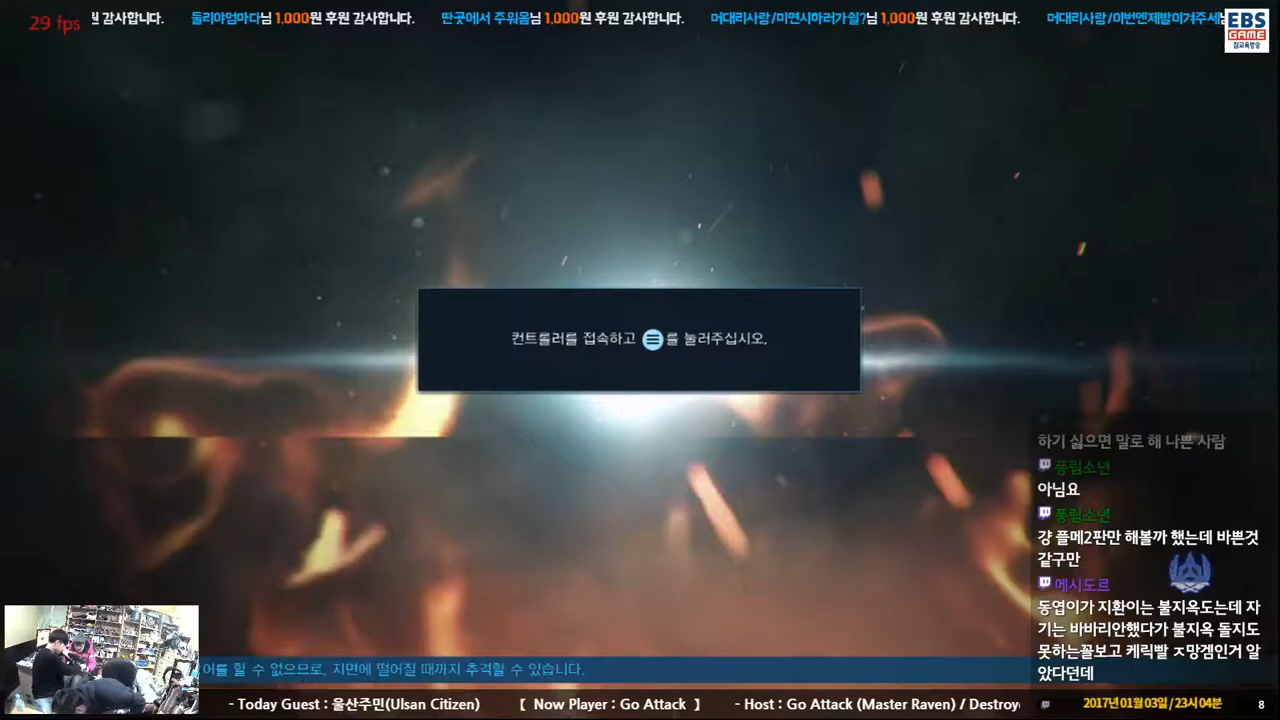 29 fps
원 감사합니다. 둘리야엄마다님 1,000원 후원 감사합니다. 딴곳에서 주워옴님 1,000원 후원 감사합니다. 머대리사람/미연시하러가쉴?님 1,000원 후원 감사합니다. 머대리사람/이번엔제발이겨주세
EBS
GAME
참교육방송
컨트롤러를 접속하고 를 눌러주십시오.
하기 싫으면 말로 해 나쁜 사람
풍림소년
아님요
풍림소년
걍 플메2판만 해볼까 했는데 바쁜것
같구만
메시도르
동엽이가 지환이는 불지옥도는데 자
기는 바바리안했다가 불지옥 돌지도
못하는꼴보고 케릭빨 ㅈ망겜인거 알
았다던데
어를 할 수 없으므로, 지면에 떨어질 때까지 추격할 수 있습니다.
- Today Guest : 울산주민(Ulsan Citizen) 【 Now Player : Go Attack 】 - Host : Go Attack (Master Raven) / Destroy
2017년 01월 03일 / 23시 04분
8